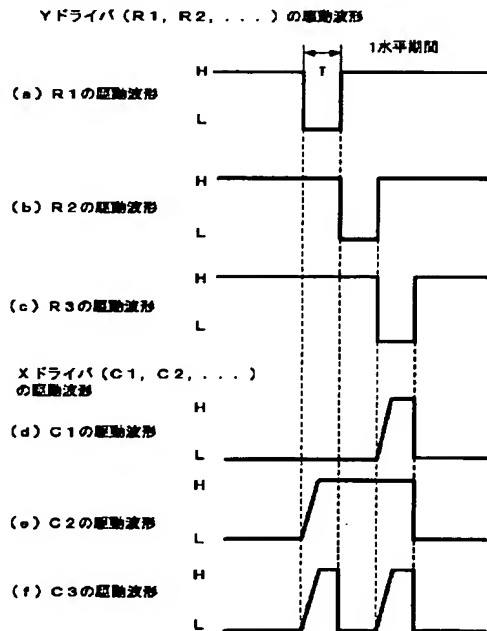 Yドライバ(R1,R2,...)の駆動波形
1水平期間
H
T
(a)R1の駆動波形
L
H
(b)R2の駆動波形
L
H
(c)R3の駆動波形
L
Xドライバ(C1,C2,...)
の駆動波形
H
(d)C1の駆動波形
L
H
(e)C2の駆動波形
L
H
(f)C3の駆動波形
L